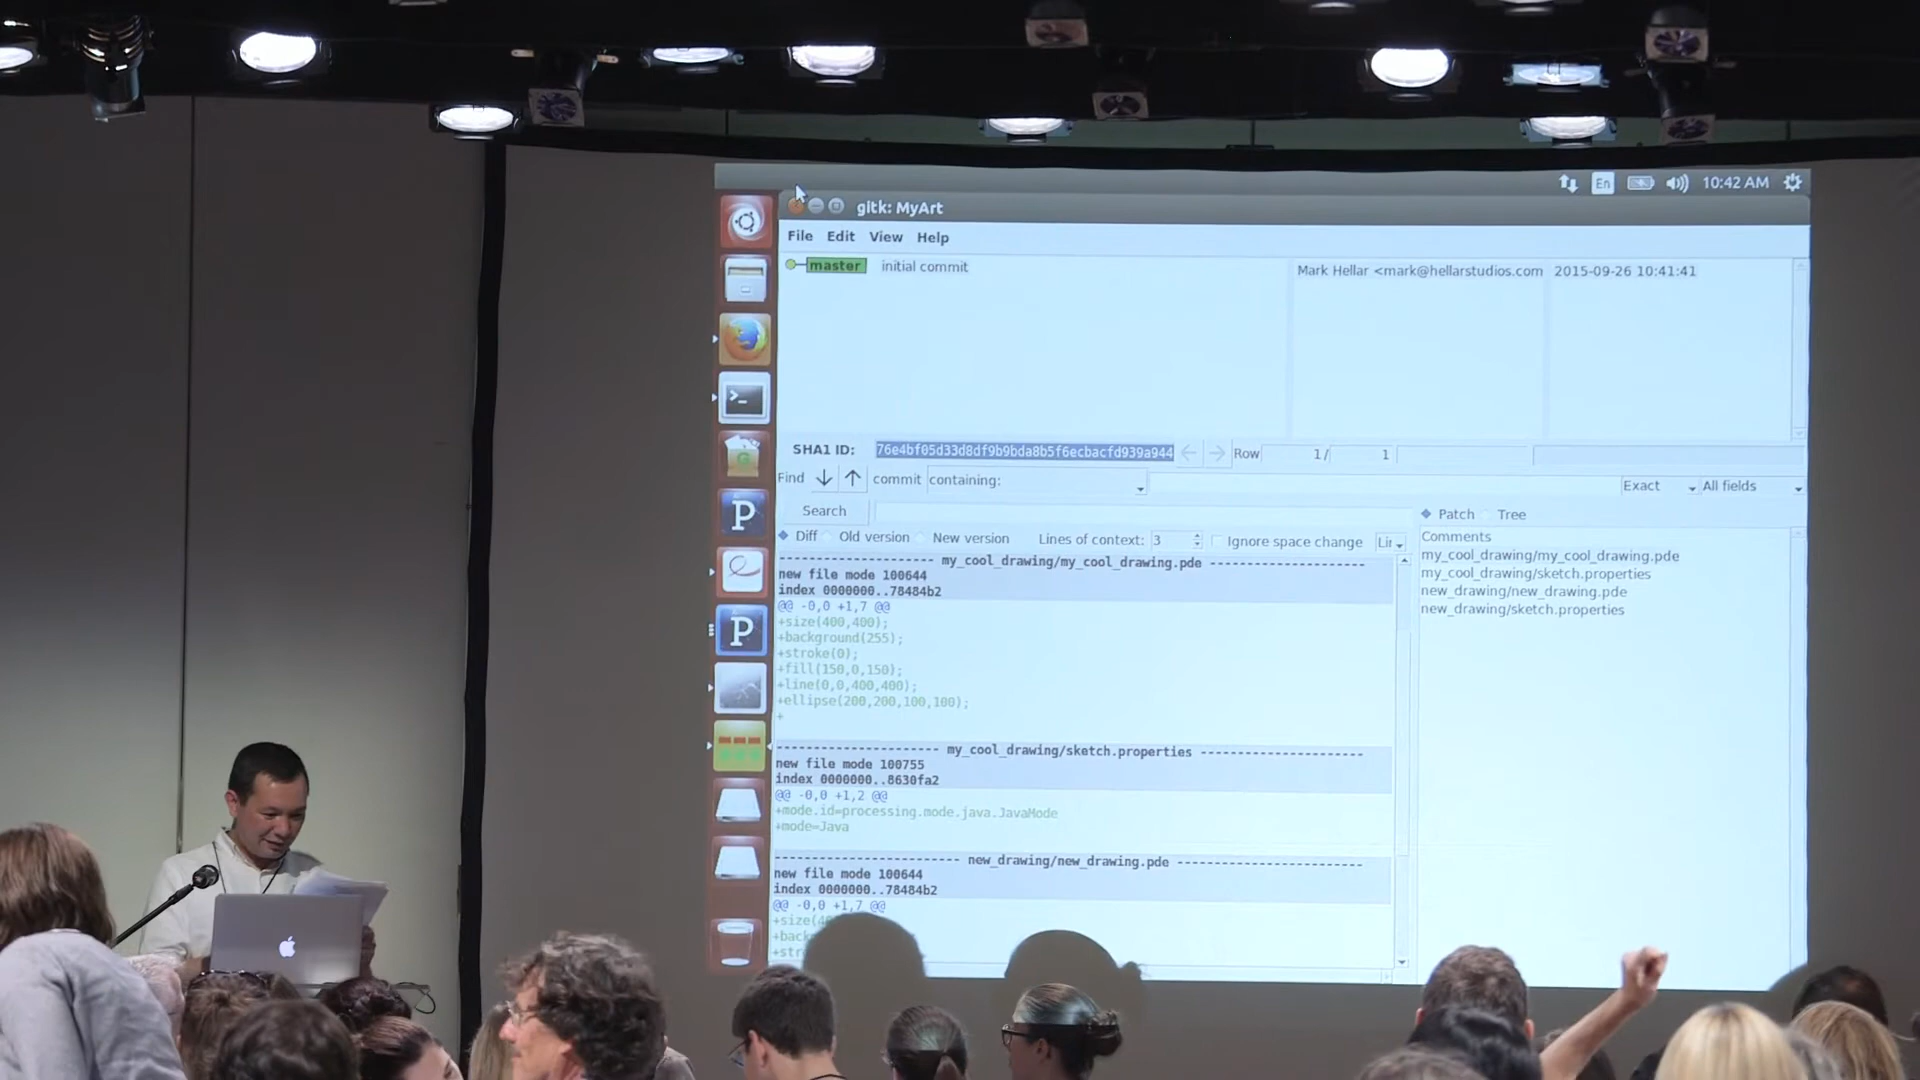 En 10:42 AM
gitk: MyArt
File Edit View Help
master initial commit Mark Hellar <mark@hellarstudios.com 2015-09-26 10:41:41
SHA1 ID: 76e4bf05d33d8df9b9bda8b5f6ecbacfd939a944 Row 1 / 1
Find commit containing: Exact All fields
Search
Patch Tree
Diff Old version New version Lines of context: 3 Ignore space change
Comments
my_cool_drawing/my_cool_drawing.pde
my_cool_drawing/sketch.properties
new_drawing/new_drawing.pde
new_drawing/sketch.properties
---------------------- my_cool_drawing/my_cool_drawing.pde ----------------------
new file mode 100644
index 0000000..78484b2
@@ -0,0 +1,7 @@
+size(400,400);
+background(255);
+stroke(0);
+fill(150,0,150);
+line(0,0,400,400);
+ellipse(200,200,100,100);
+
----------------------- my_cool_drawing/sketch.properties -----------------------
new file mode 100755
index 0000000..8630fa2
@@ -0,0 +1,2 @@
+mode.id=processing.mode.java.JavaMode
+mode=Java
-------------------------- new_drawing/new_drawing.pde --------------------------
new file mode 100644
index 0000000..78484b2
@@ -0,0 +1,7 @@
P
P